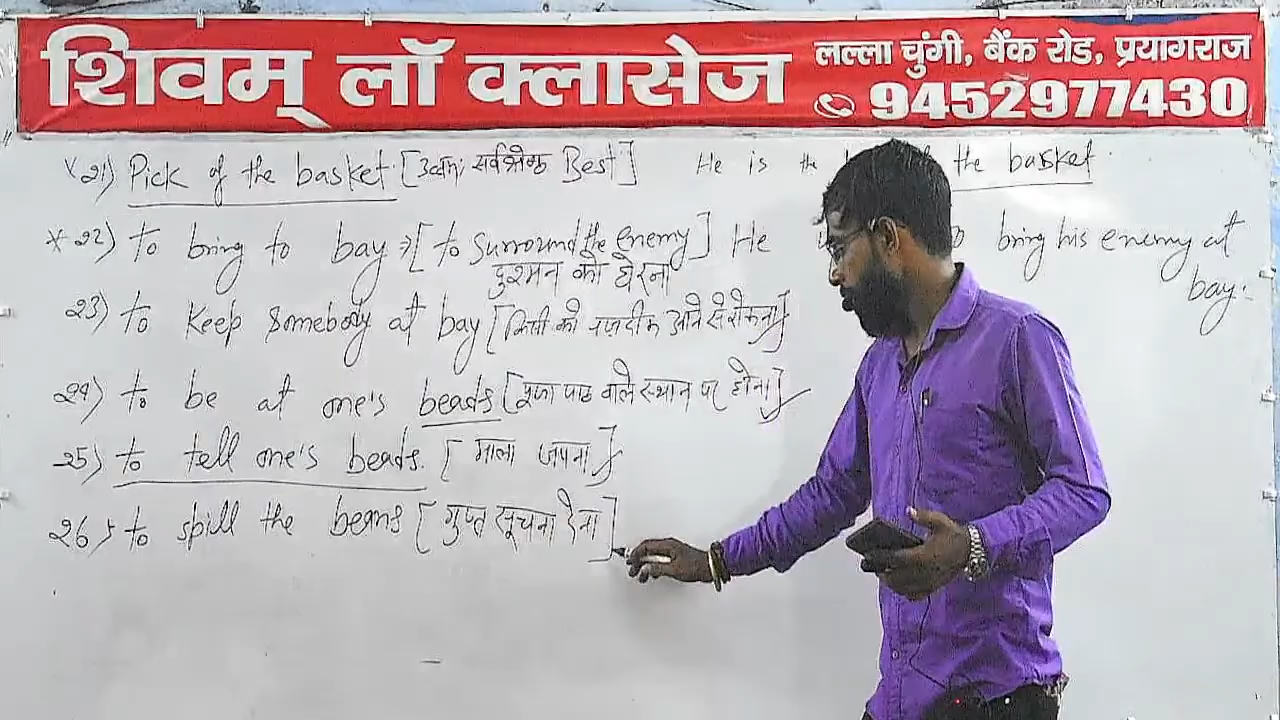 शिवम् लॉ क्लासेज
लल्ला चुंगी, बैंक रोड, प्रयागराज
9452977430
21) Pick of the basket [उत्तम, सर्वश्रेष्ठ Best] He is the the basket.
*22) to bring to bay → [to surround the enemy] He bring his enemy at
दुश्मन को घेरना bay.
23) to keep somebody at bay [किसी को नजदीक आने से रोकना]
24) to be at one's beads [पूजा पाठ वाले स्थान पर होना]
25) to tell one's beads. [माला जपना]
26) to spill the beans [गुप्त सूचना देना]